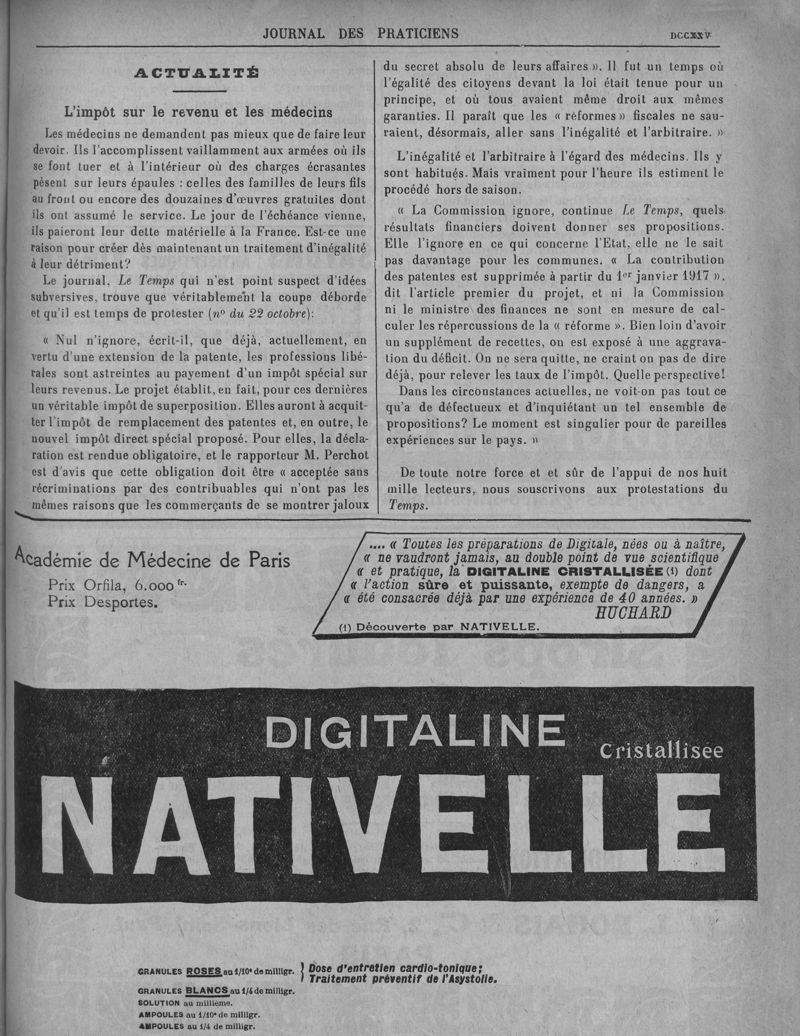 JOURNAL DES PRATICIENS
DCCXXV
ACTUALITÉ
L'impôt sur le revenu et les médecins
Les médecins ne demandent pas mieux que de faire leur
devoir. Ils l'accomplissent vaillamment aux armées où ils
se font tuer et à l'intérieur où des charges écrasantes
pèsent sur leurs épaules : celles des familles de leurs fils
au front ou encore des douzaines d'œuvres gratuites dont
ils ont assumé le service. Le jour de l'échéance vienne,
ils paieront leur dette matérielle à la France. Est-ce une
raison pour créer dès maintenant un traitement d'inégalité
à leur détriment?
Le journal, Le Temps qui n'est point suspect d'idées
subversives, trouve que véritablement la coupe déborde
et qu'il est temps de protester (n° du 22 octobre):
« Nul n'ignore, écrit-il, que déjà, actuellement, en
vertu d'une extension de la patente, les professions libé-
rales sont astreintes au payement d'un impôt spécial sur
leurs revenus. Le projet établit, en fait, pour ces dernières
un véritable impôt de superposition. Elles auront à acquit-
ter l'impôt de remplacement des patentes et, en outre, le
nouvel impôt direct spécial proposé. Pour elles, la décla-
ration est rendue obligatoire, et le rapporteur M. Perchot
est d'avis que cette obligation doit être « acceptée sans
récriminations par des contribuables qui n'ont pas les
mêmes raisons que les commerçants de se montrer jaloux
du secret absolu de leurs affaires ». Il fut un temps où
l'égalité des citoyens devant la loi était tenue pour un
principe, et où tous avaient même droit aux mêmes
garanties. Il paraît que les « réformes » fiscales ne sau-
raient, désormais, aller sans l'inégalité et l'arbitraire. »
L'inégalité et l'arbitraire à l'égard des médecins. Ils y
sont habitués. Mais vraiment pour l'heure ils estiment le
procédé hors de saison.
« La Commission ignore, continue Le Temps, quels
résultats financiers doivent donner ses propositions.
Elle l'ignore en ce qui concerne l'Etat, elle ne le sait
pas davantage pour les communes. « La contribution
des patentes est supprimée à partir du 1er janvier 1917 »,
dit l'article premier du projet, et ni la Commission
ni le ministre des finances ne sont en mesure de cal-
culer les répercussions de la « réforme ». Bien loin d'avoir
un supplément de recettes, on est exposé à une aggrava-
tion du déficit. On ne sera quitte, ne craint on pas de dire
déjà, pour relever les taux de l'impôt. Quelle perspective!
Dans les circonstances actuelles, ne voit-on pas tout ce
qu'a de défectueux et d'inquiétant un tel ensemble de
propositions? Le moment est singulier pour de pareilles
expériences sur le pays. »
De toute notre force et et sûr de l'appui de nos huit
mille lecteurs, nous souscrivons aux protestations du
Temps.
Académie de Médecine de Paris
Prix Orfila, 6.000 fr.
Prix Desportes.
.... « Toutes les préparations de Digitale, nées ou à naître,
« ne vaudront jamais, au double point de vue scientifique
« et pratique, la DIGITALINE CRISTALLISÉE (1) dont
« l'action sûre et puissante, exempte de dangers, a
« été consacrée déjà par une expérience de 40 années. »
HUCHARD
(1) Découverte par NATIVELLE.
DIGITALINE
Cristallisée
NATIVELLE
GRANULES ROSES au 1/10e de milligr. } Dose d'entretien cardio-tonique;
Traitement préventif de l'Asystolie.
GRANULES BLANCS au 1/4 de milligr.
SOLUTION au millième.
AMPOULES au 1/10e de milligr.
AMPOULES au 1/4 de milligr.